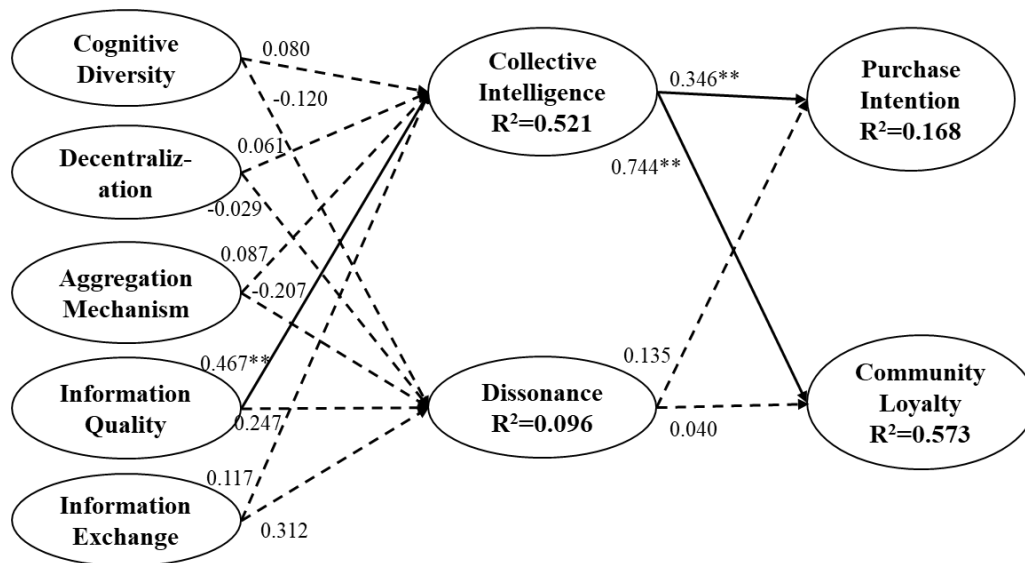 Cognitive
Diversity
0.080
-0.120
Collective
Intelligence
R²=0.521
0.346**
Purchase
Intention
R²=0.168
Decentraliz-
ation
0.061
-0.029
0.744**
Aggregation
Mechanism
0.087
-0.207
Information
Quality
0.467**
0.247
Dissonance
R²=0.096
0.135
0.040
Community
Loyalty
R²=0.573
Information
Exchange
0.117
0.312